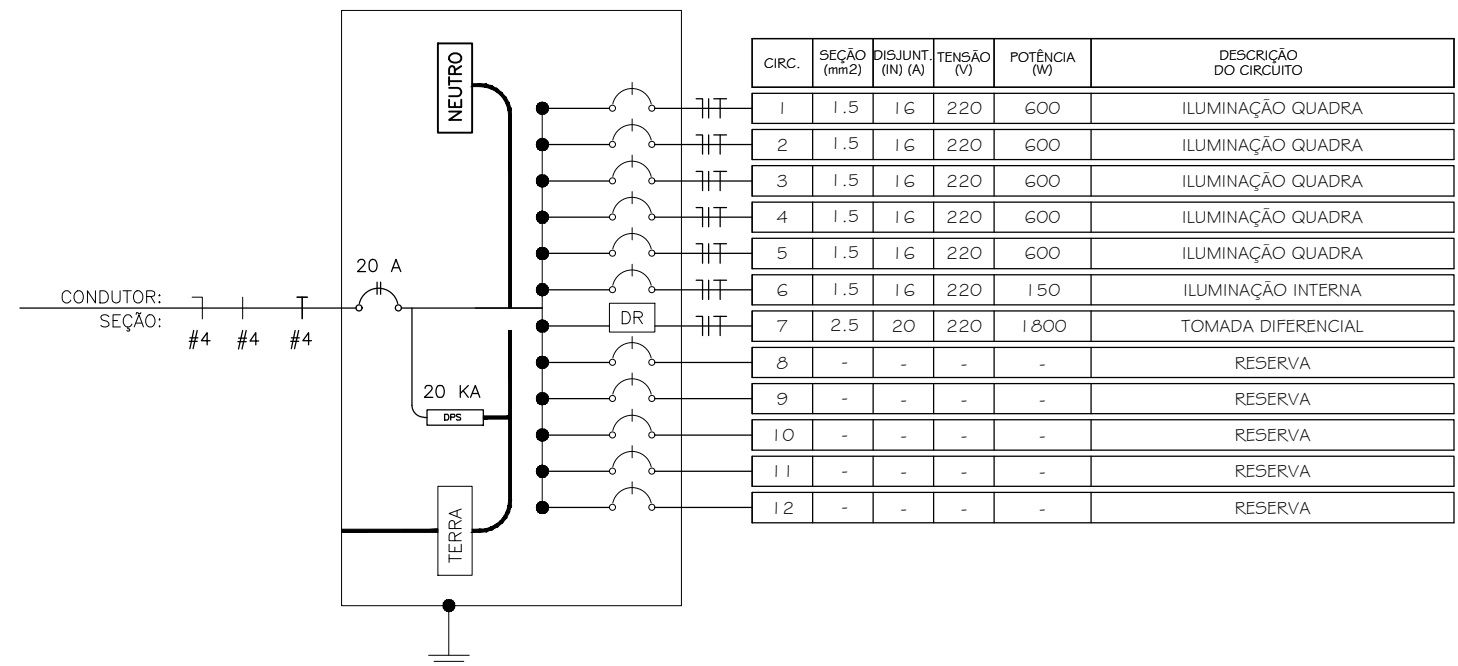 NEUTRO
CIRC. SEÇÃO (mm2) DISJUNT. (IN) (A) TENSÃO (V) POTÊNCIA (W) DESCRIÇÃO DO CIRCUITO
1 1.5 16 220 600 ILUMINAÇÃO QUADRA
2 1.5 16 220 600 ILUMINAÇÃO QUADRA
3 1.5 16 220 600 ILUMINAÇÃO QUADRA
4 1.5 16 220 600 ILUMINAÇÃO QUADRA
5 1.5 16 220 600 ILUMINAÇÃO QUADRA
6 1.5 16 220 150 ILUMINAÇÃO INTERNA
7 2.5 20 220 1800 TOMADA DIFERENCIAL
8 - - - - RESERVA
9 - - - - RESERVA
10 - - - - RESERVA
11 - - - - RESERVA
12 - - - - RESERVA
20 A
CONDUTOR:
SEÇÃO:
#4 #4 #4
DR
20 KA
DPS
TERRA